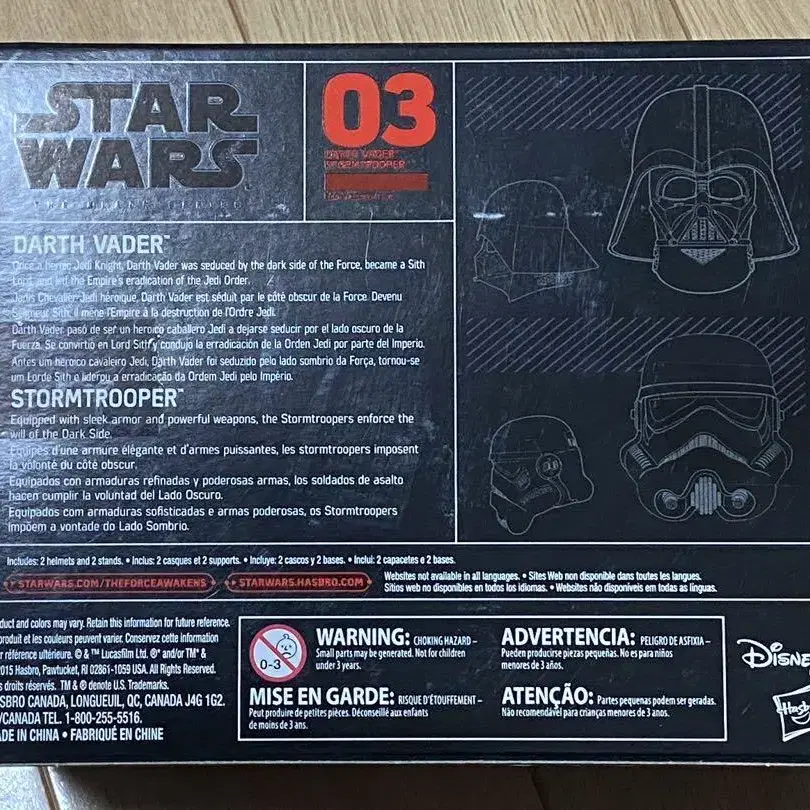 STAR
WARS
THE BLACK SERIES
03
DARTH VADER™
STORMTROOPER™
DARTH VADER™
Once a heroic Jedi Knight, Darth Vader was seduced by the dark side of the Force, became a Sith
Lord, and led the Empire's eradication of the Jedi Order.
Jadis Chevalier Jedi héroïque, Darth Vader est séduit par le côté obscur de la Force. Devenu
Seigneur Sith, il mène l'Empire à la destruction de l'Ordre Jedi.
Darth Vader pasó de ser un heroico caballero Jedi a dejarse seducir por el lado oscuro de la
Fuerza. Se convirtió en Lord Sith y condujo la erradicación de la Orden Jedi por parte del Imperio.
Antes um heroico cavaleiro Jedi, Darth Vader foi seduzido pelo lado sombrio da Força, tornou-se
um Lorde Sith e liderou a erradicação da Ordem Jedi pelo Império.
STORMTROOPER™
Equipped with sleek armor and powerful weapons, the Stormtroopers enforce the
will of the Dark Side.
Équipés d'une armure élégante et d'armes puissantes, les stormtroopers imposent
la volonté du côté obscur.
Equipados con armaduras refinadas y poderosas armas, los soldados de asalto
hacen cumplir la voluntad del Lado Oscuro.
Equipados com armaduras sofisticadas e armas poderosas, os Stormtroopers
impõem a vontade do Lado Sombrio.
Includes: 2 helmets and 2 stands. • Inclus: 2 casques et 2 supports. • Incluye: 2 cascos y 2 bases. • Inclui: 2 capacetes e 2 bases.
STARWARS.COM/THEFORCEAWAKENS
STARWARS.HASBRO.COM
Websites not available in all languages. • Sites Web non disponible dans toutes les langues.
Sitios web no disponibles en todos los idiomas. • Websites não disponíveis em todas as línguas.
duct and colors may vary. Retain this information for future reference.
produit et les couleurs peuvent varier. Conservez cette information
r référence ultérieure. © & ™ Lucasfilm Ltd. ®* and/or™* &
2015 Hasbro, Pawtucket, RI 02861-1059 USA. All Rights Reserved.
s droits réservés. TM & ® denote U.S. Trademarks.
ASBRO CANADA, LONGUEUIL, QC, CANADA J4G 1G2.
/CANADA TEL. 1-800-255-5516.
ADE IN CHINA • FABRIQUÉ EN CHINE
0-3
WARNING: CHOKING HAZARD –
Small parts may be generated. Not for children
under 3 years.
ADVERTENCIA: PELIGRO DE ASFIXIA –
Pueden producirse piezas pequeñas. No es para niños
menores de 3 años.
MISE EN GARDE: RISQUE D'ÉTOUFFEMENT –
Peut produire de petites pièces. Déconseillé aux enfants
de moins de 3 ans.
ATENÇÃO: Partes pequenas podem ser geradas.
Não recomendável para crianças menores de 3 anos.
Disne
Hasb